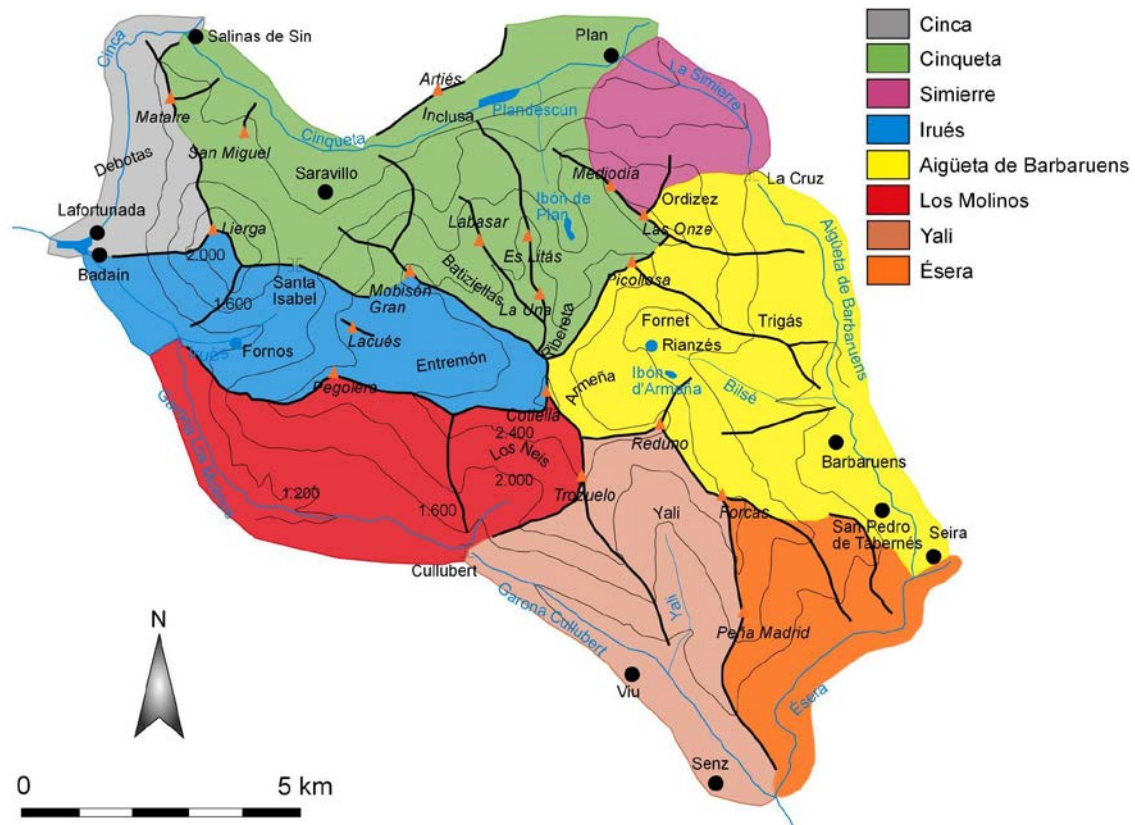 Cinca
Cinqueta
Simierre
Irués
Aigüeta de Barbaruens
Los Molinos
Yali
Ésera
Salinas de Sin
Cinca
Plan
La Simierre
Artiés
Inclusa
Plandescún
Mataire
San Miguel
Cinqueta
Debotas
Saravillo
Mediodía
La Cruz
Ordizez
Ibón de
Plan
Lafortunada
Lierga
Labasar
Es Litás
Las Onze
Aigüeta de Barbaruens
Badaín
2.000
Santa
Isabel
Mobisón
Gran
Batiziellas
La Una
Picollosa
1.600
Ribereta
Fornet
Trigás
Lacués
Fornos
Irués
Entremón
Rianzés
Armeña
Ibón
d'Armeña
Bilsé
Pegolera
Cotiella
2.400
Los Neis
Reduno
Barbaruens
Garona Los Molinos
2.000
1.200
1.600
Trozuelo
Yali
Forcas
San Pedro
de Tabernés
Seira
Cullubert
Garona Cullubert
Yali
Peña Madrid
N
Viu
Ésera
Senz
0
5 km